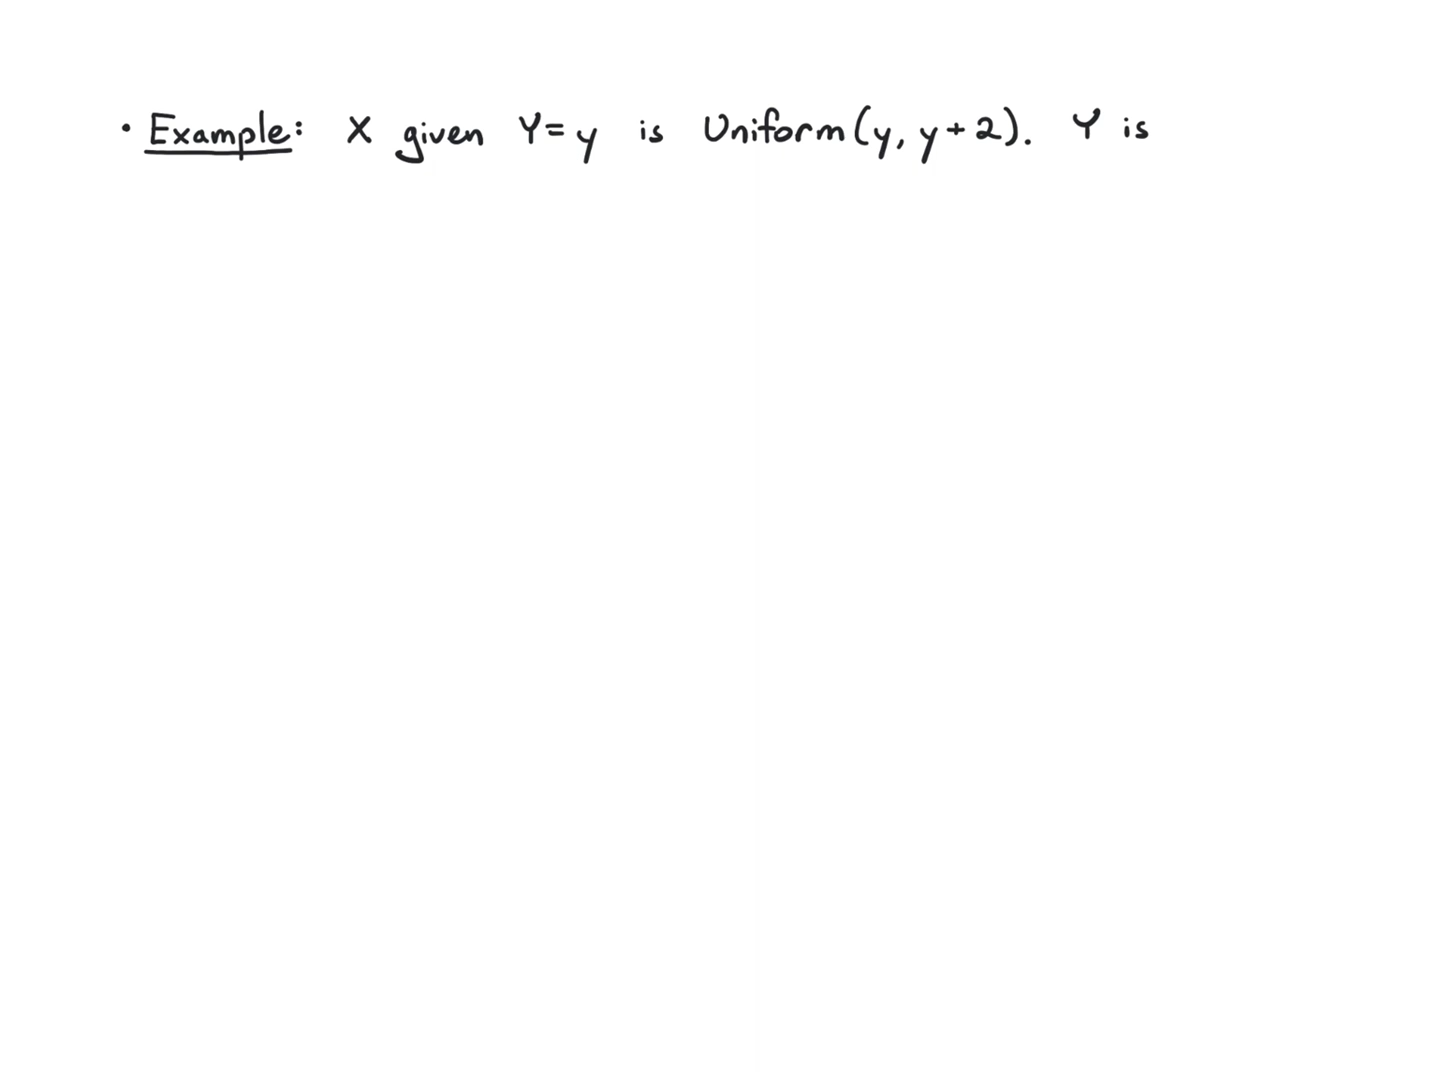 • Example: X given Y=y is Uniform(y, y+2). Y is